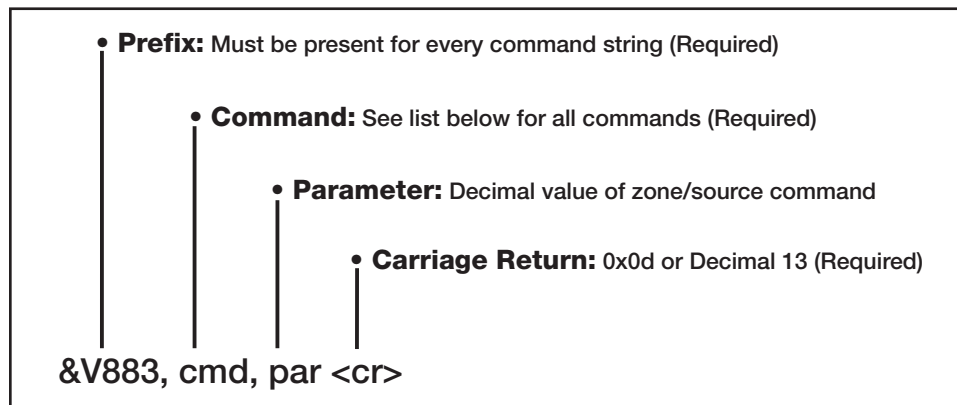 • Prefix: Must be present for every command string (Required)
• Command: See list below for all commands (Required)
• Parameter: Decimal value of zone/source command
• Carriage Return: 0x0d or Decimal 13 (Required)
&V883, cmd, par <cr>